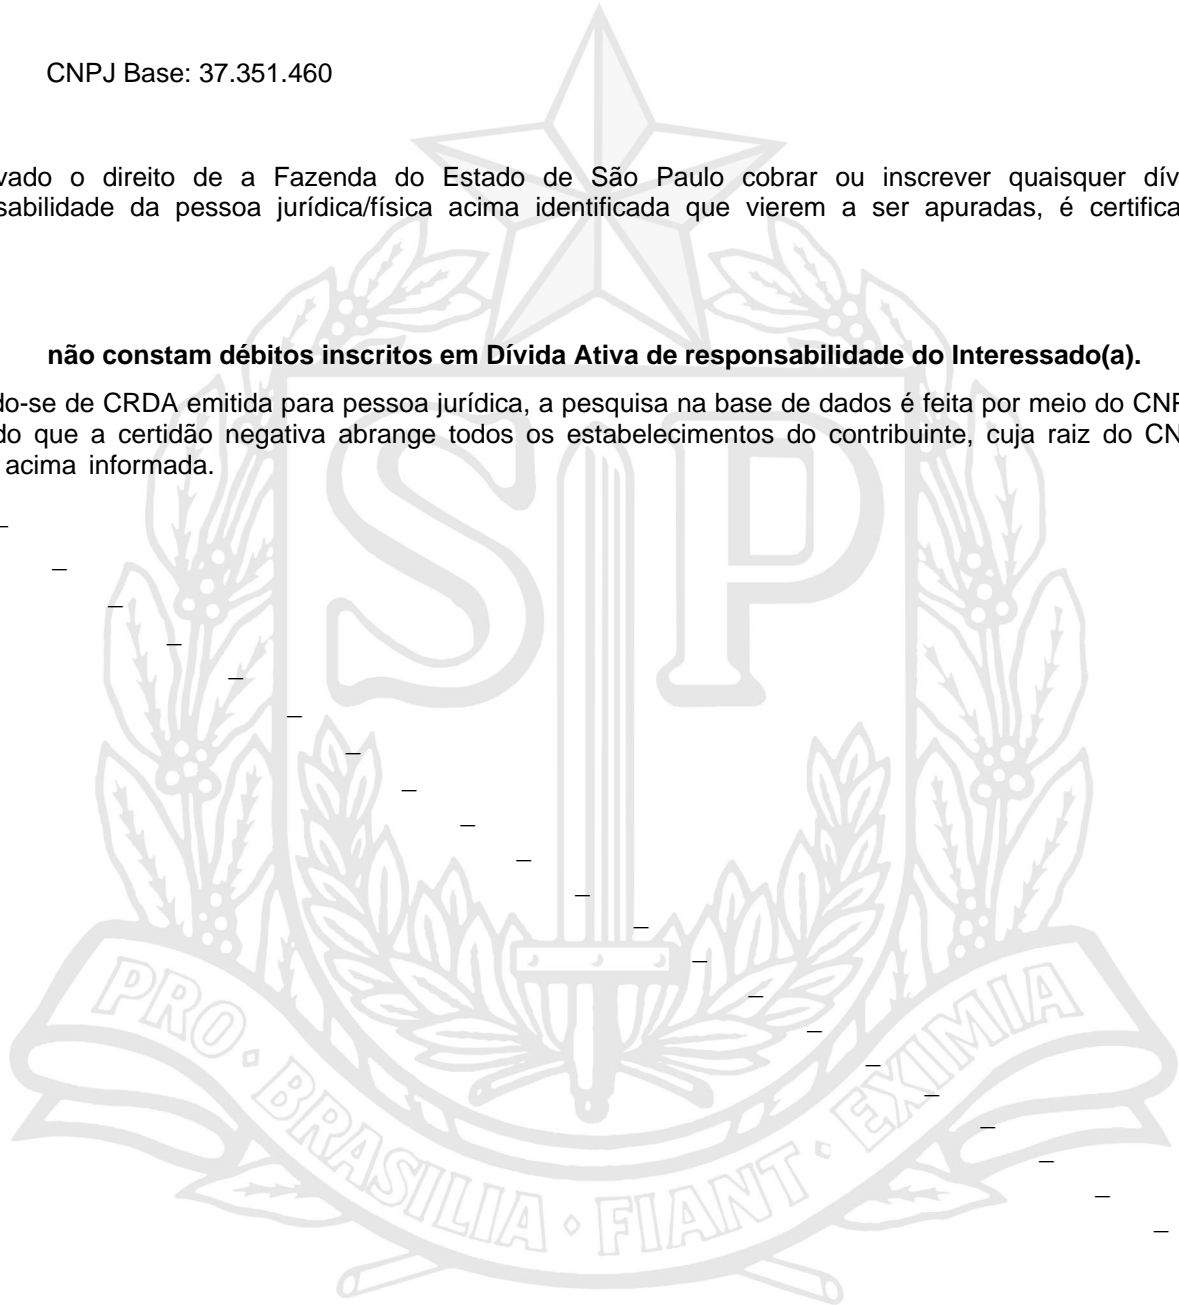 CNPJ Base: 37.351.460
vado o direito de a Fazenda do Estado de São Paulo cobrar ou inscrever quaisquer dív
sabilidade da pessoa jurídica/física acima identificada que vierem a ser apuradas, é certifica
não constam débitos inscritos em Dívida Ativa de responsabilidade do Interessado(a).
do-se de CRDA emitida para pessoa jurídica, a pesquisa na base de dados é feita por meio do CNP
do que a certidão negativa abrange todos os estabelecimentos do contribuinte, cuja raiz do CN
acima informada.
SP
PRO • BRASILIA • FIANT • EXIMIA